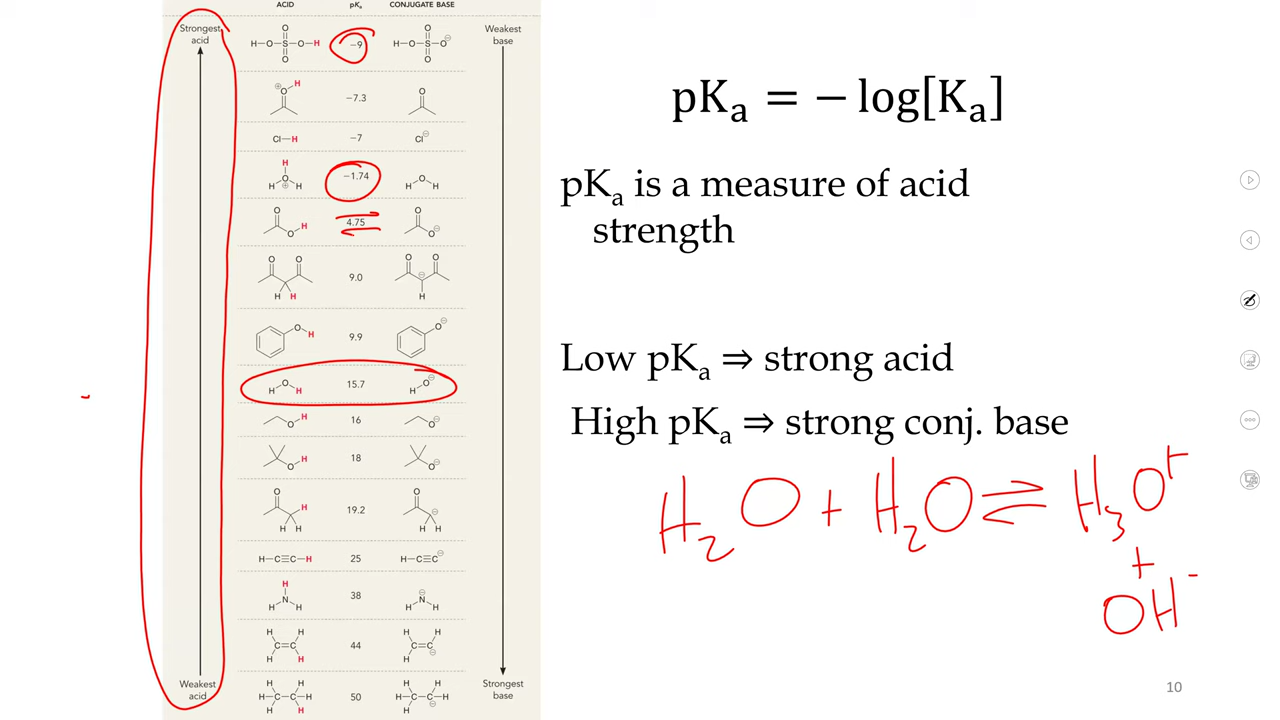 ACID pKₐ CONJUGATE BASE
Strongest
acid
Weakest
base
H—O—S—O—H O O −9 H—O—S—O⊖ O O
⊕O H −7.3 O
Cl—H −7 Cl⊖
H H O H ⊕ −1.74 H O H
O O H 4.75 O O⊖
O O H H 9.0 O O ⊖ H
O H 9.9 O⊖
H O H 15.7 H O⊖
O H 16 O⊖
O H 18 O⊖
O H H H 19.2 O ⊖ H H
H—C≡C—H 25 H—C≡C⊖
H H N H 38 ⊖ H N H
H H C=C H H 44 H H C=C H ⊖
H H H—C—C—H H H 50 H H H—C—C—H H ⊖
Weakest
acid
Strongest
base
pKₐ = − log[Kₐ]
pKₐ is a measure of acid
strength
Low pKₐ ⇒ strong acid
High pKₐ ⇒ strong conj. base
H₂O + H₂O ⇌ H₃O⁺
+
OH⁻
10